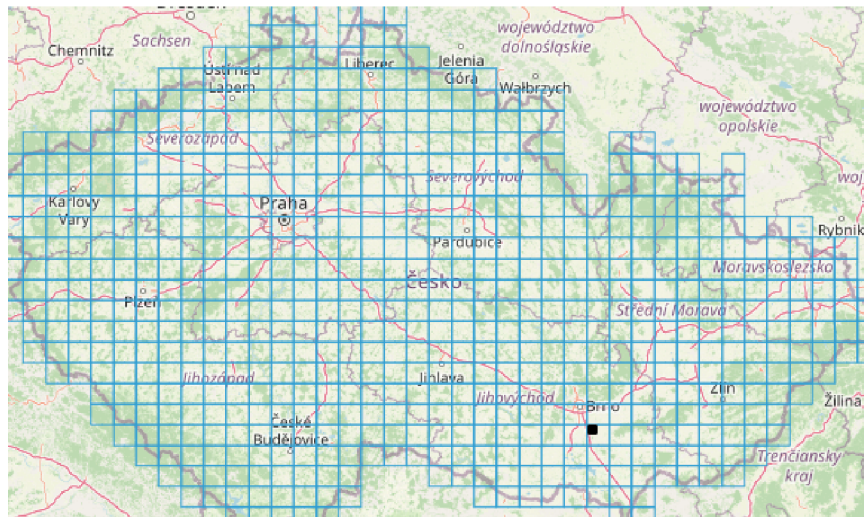 Sachsen
Chemnitz
województwo
dolnośląskie
Liberec
Jelenia
Góra
Ústí nad
Labem
Wałbrzych
województwo
opolskie
Severozápad
Karlovy
Vary
Praha
Severovýchod
Pardubice
Rybnik
Moravskoslezsko
Česko
Plzeň
Střední Morava
Jihozápad
Jihlava
Zlín
Jihovýchod
Brno
Žilina
České
Budějovice
Trenčiansky
kraj